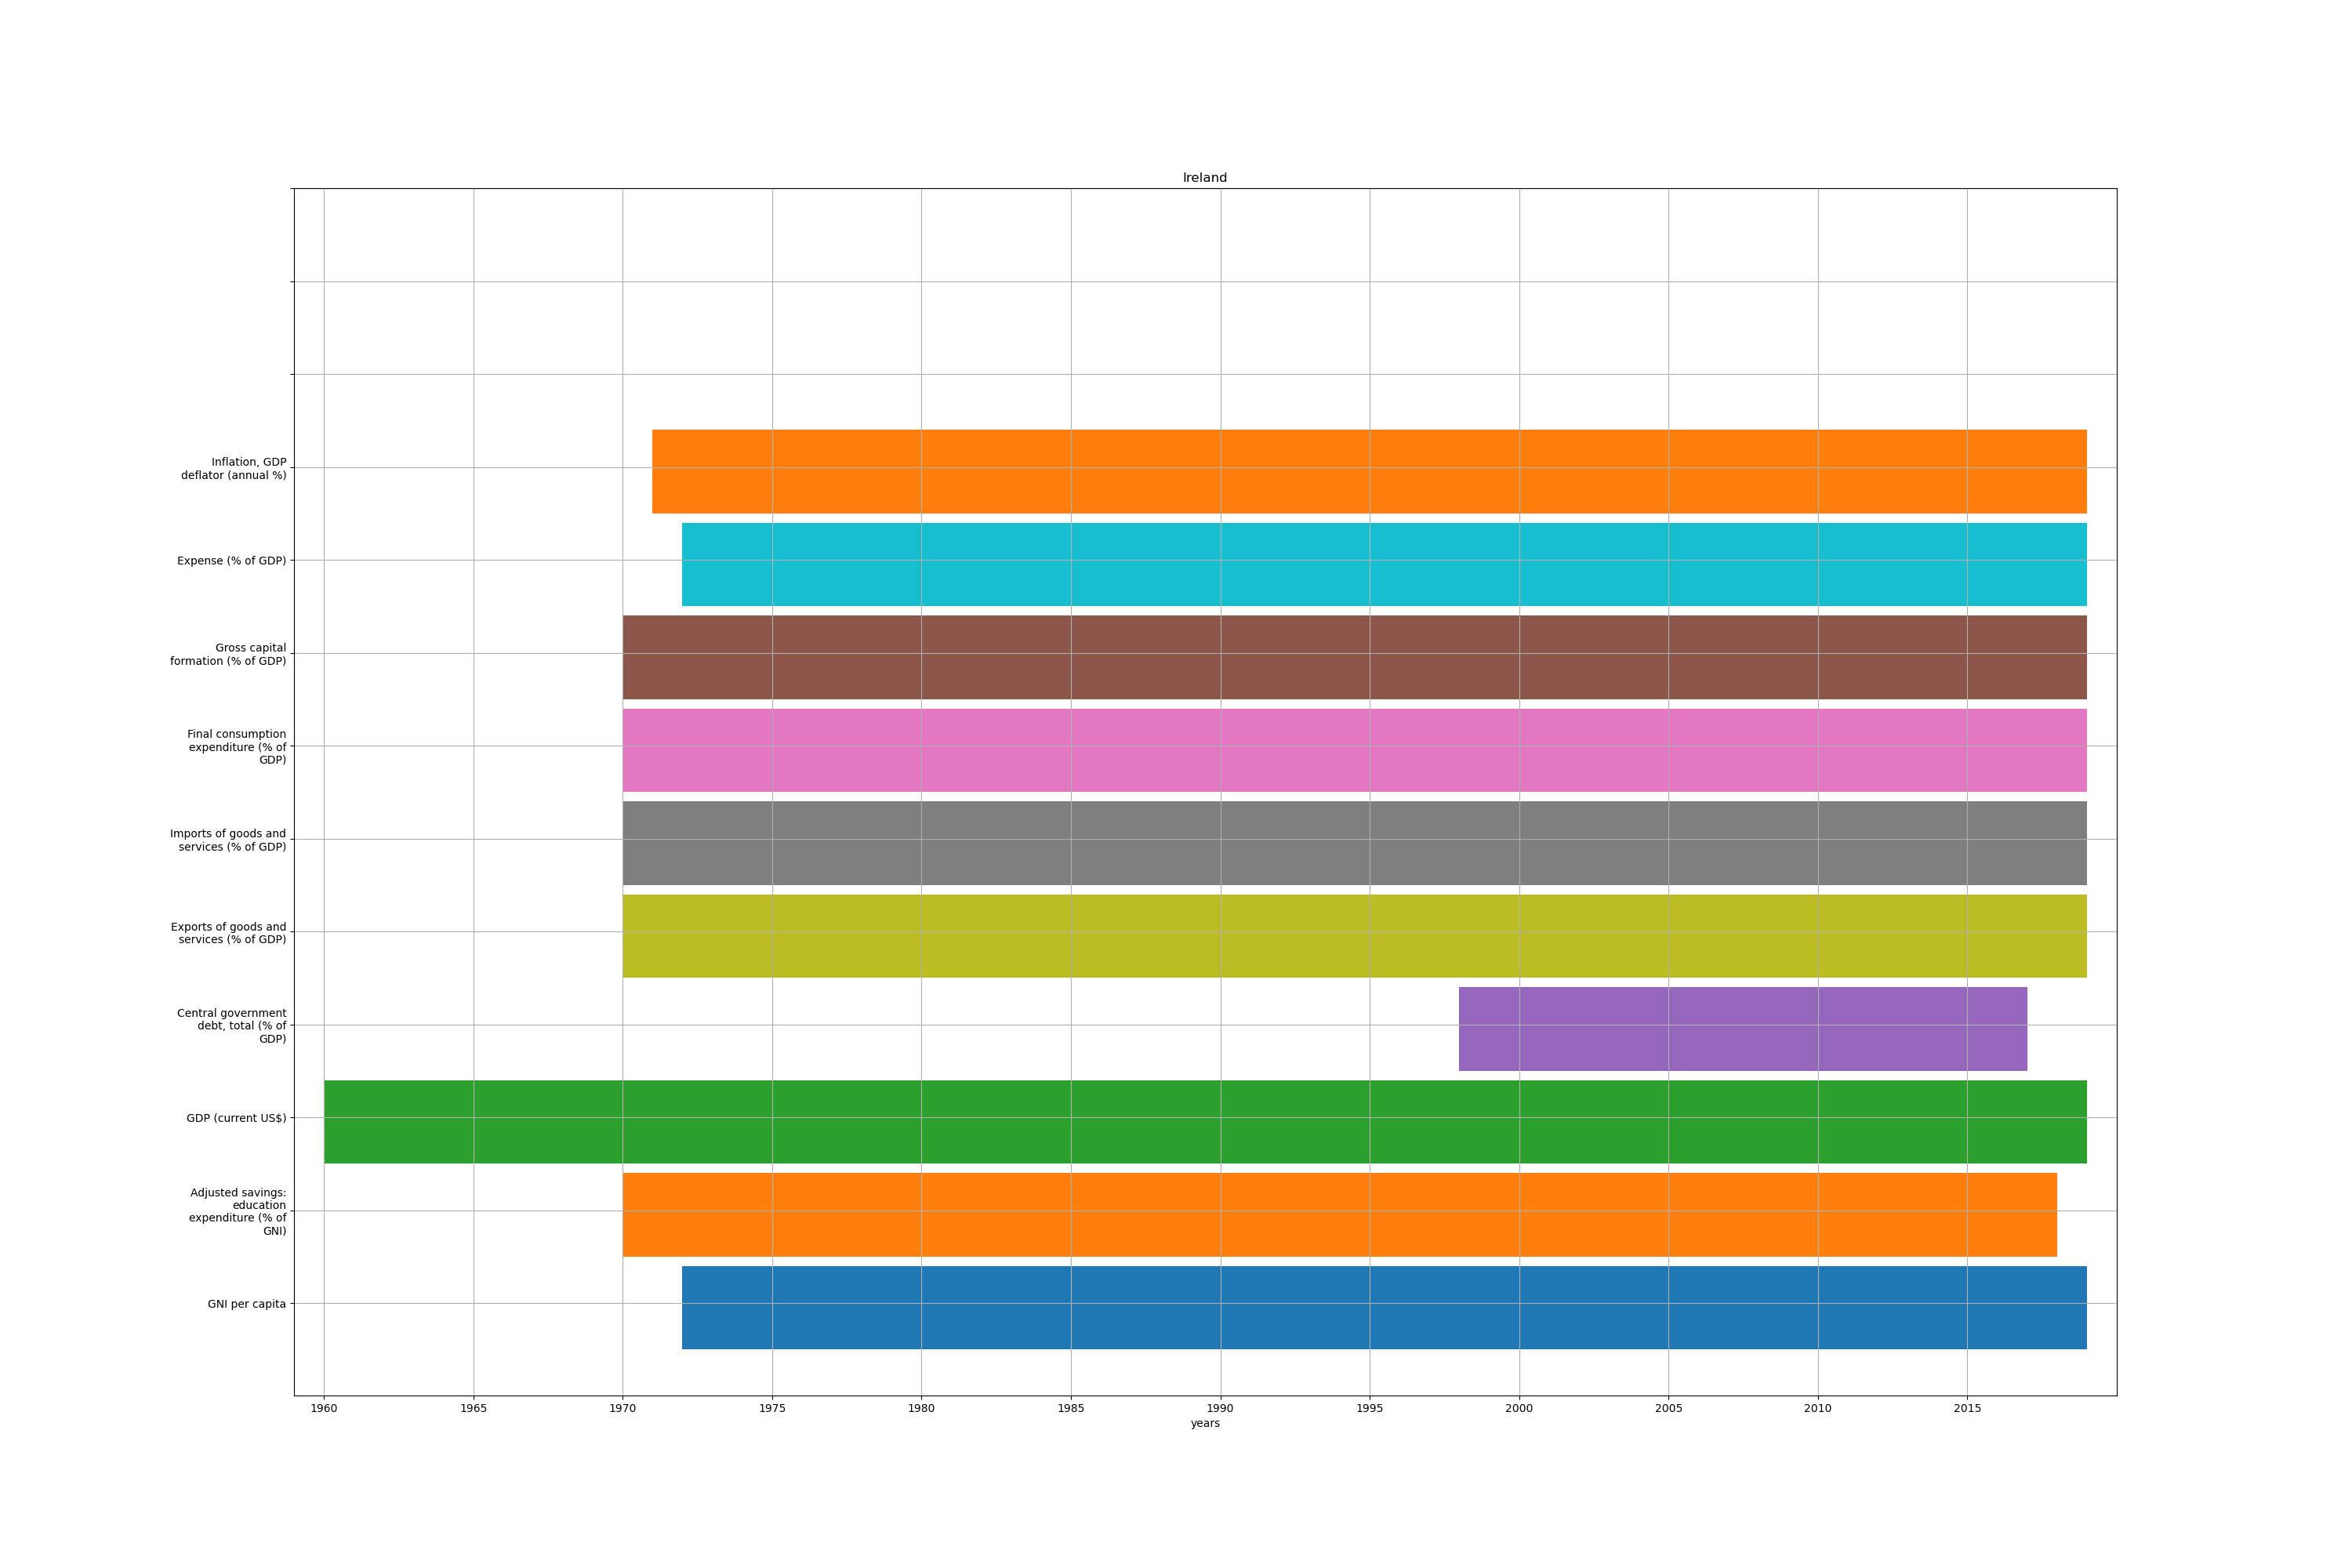 Ireland
Inflation, GDP
deflator (annual %)
Expense (% of GDP)
Gross capital
formation (% of GDP)
Final consumption
expenditure (% of
GDP)
Imports of goods and
services (% of GDP)
Exports of goods and
services (% of GDP)
Central government
debt, total (% of
GDP)
GDP (current US$)
Adjusted savings:
education
expenditure (% of
GNI)
GNI per capita
1960 1965 1970 1975 1980 1985 1990 1995 2000 2005 2010 2015
years